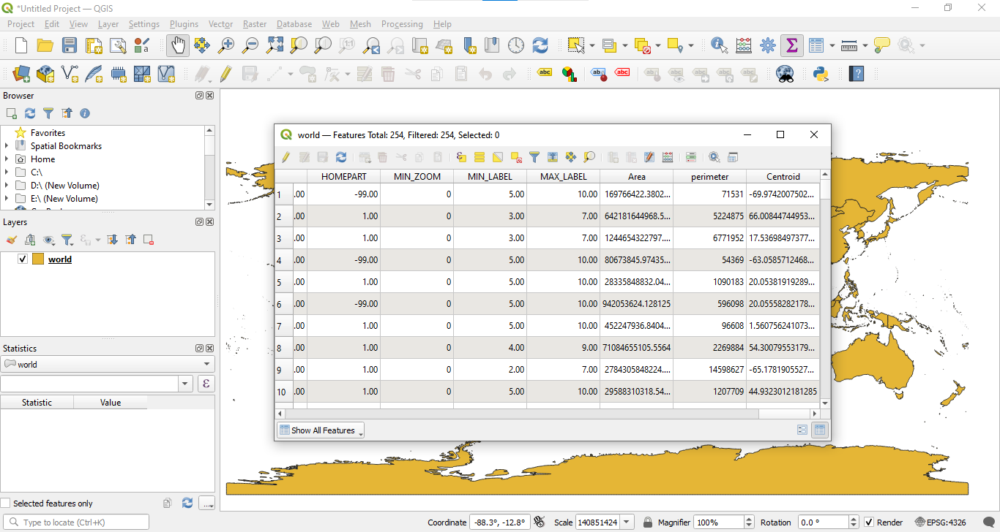 *Untitled Project — QGIS
Project Edit View Layer Settings Plugins Vector Raster Database Web Mesh Processing Help
abc abc
Browser
Favorites
Spatial Bookmarks
Home
C:\
D:\ (New Volume)
E:\ (New Volume)
Layers
world
Statistics
world
Statistic Value
Selected features only
world — Features Total: 254, Filtered: 254, Selected: 0
HOMEPART MIN_ZOOM MIN_LABEL MAX_LABEL Area perimeter Centroid
1 .00 -99.00 0 5.00 10.00 169766422.3802... 71531 -69.9742007502...
2 .00 1.00 0 3.00 7.00 642181644968.5... 5224875 66.00844744953...
3 .00 1.00 0 3.00 7.00 1244654322797.... 6771952 17.53698497377...
4 .00 -99.00 0 5.00 10.00 80673845.97435... 54369 -63.0585712468...
5 .00 1.00 0 5.00 10.00 28335848832.04... 1090183 20.05381919289...
6 .00 -99.00 0 5.00 10.00 942053624.128125 596098 20.05558282178...
7 .00 1.00 0 5.00 10.00 452247936.8404... 96608 1.560756241073...
8 .00 1.00 0 4.00 9.00 71084655105.5564 2269884 54.30079553179...
9 .00 1.00 0 2.00 7.00 2784305848224.... 14598627 -65.1781905527...
10 .00 1.00 0 5.00 10.00 29588310318.54... 1207709 44.9323012181285
Show All Features
Type to locate (Ctrl+K)
Coordinate -88.3°, -12.8° Scale 140851424 Magnifier 100% Rotation 0.0 ° Render EPSG:4326